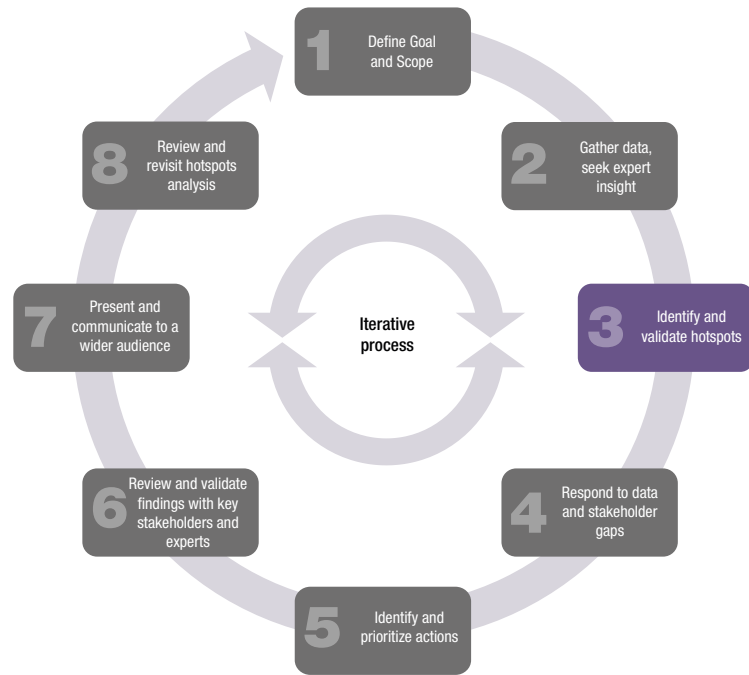 1
Define Goal
and Scope
2
Gather data,
seek expert
insight
3
Identify and
validate hotspots
4
Respond to data
and stakeholder
gaps
5
Identify and
prioritize actions
6
Review and validate
findings with key
stakeholders and
experts
7
Present and
communicate to a
wider audience
8
Review and
revisit hotspots
analysis
Iterative
process